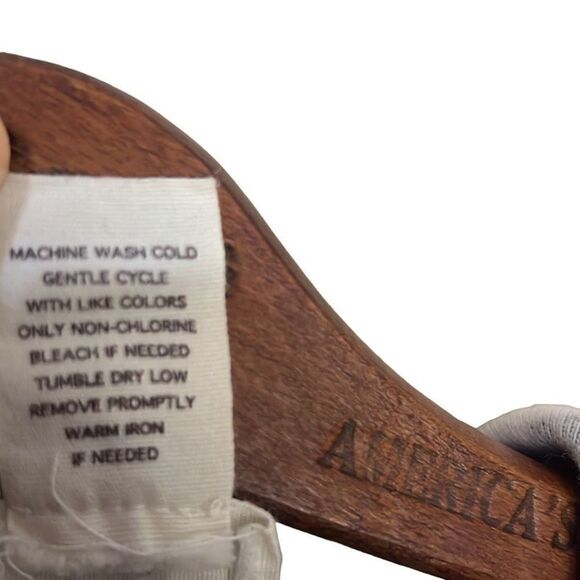 MACHINE WASH COLD
GENTLE CYCLE
WITH LIKE COLORS
ONLY NON-CHLORINE
BLEACH IF NEEDED
TUMBLE DRY LOW
REMOVE PROMPTLY
WARM IRON
IF NEEDED
AMERICA'S